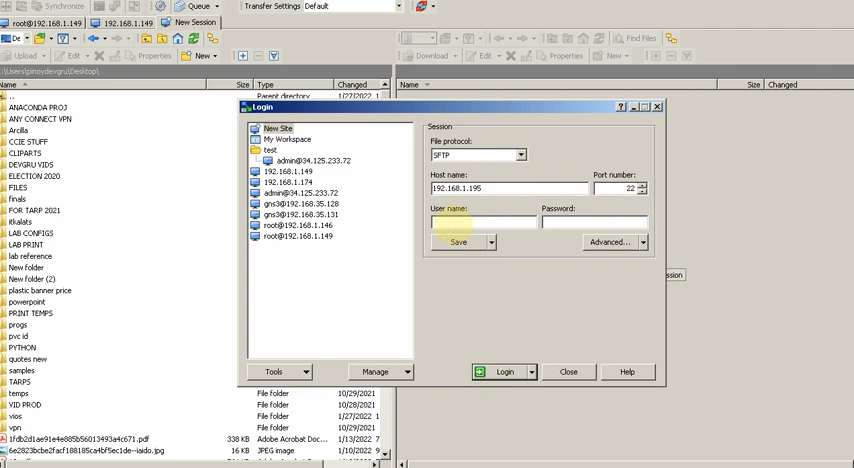 Synchronize
Queue
Transfer Settings Default
root@192.168.1.149
192.168.1.149
New Session
De
Find Files
Upload
Edit
Properties
New
Download
Edit
Properties
New
C:\Users\pinoydevgru\Desktop\
Name
Size
Type
Changed
Name
Size
Changed
..
Parent directory
1/27/2022 1
ANACONDA PROJ
ANY CONNECT VPN
Arcilla
CCIE STUFF
CLIPARTS
DEVGRU VIDS
ELECTION 2020
FILES
finals
FOR TARP 2021
itkalats
LAB CONFIGS
LAB PRINT
lab reference
New folder
New folder (2)
plastic banner price
powerpoint
PRINT TEMPS
progs
pvc id
PYTHON
quotes new
samples
TARPS
temps
File folder
10/29/2021
VID PROD
File folder
10/28/2021
vios
File folder
1/27/2022 1
vpn
File folder
10/29/2021
1fdb2d1ae91e4e885b56013493a4c671.pdf
338 KB
Adobe Acrobat Doc...
1/13/2022 7
6e2823bcbe2facf188185ca4bf5ec1de--iaido.jpg
16 KB
JPEG image
1/10/2022 4
Login
New Site
My Workspace
test
admin@34.125.233.72
192.168.1.149
192.168.1.174
admin@34.125.233.72
gns3@192.168.35.128
gns3@192.168.35.131
root@192.168.1.146
root@192.168.1.149
Session
File protocol:
SFTP
Host name:
Port number:
192.168.1.195
22
User name:
Password:
Save
Advanced...
ssion
Tools
Manage
Login
Close
Help